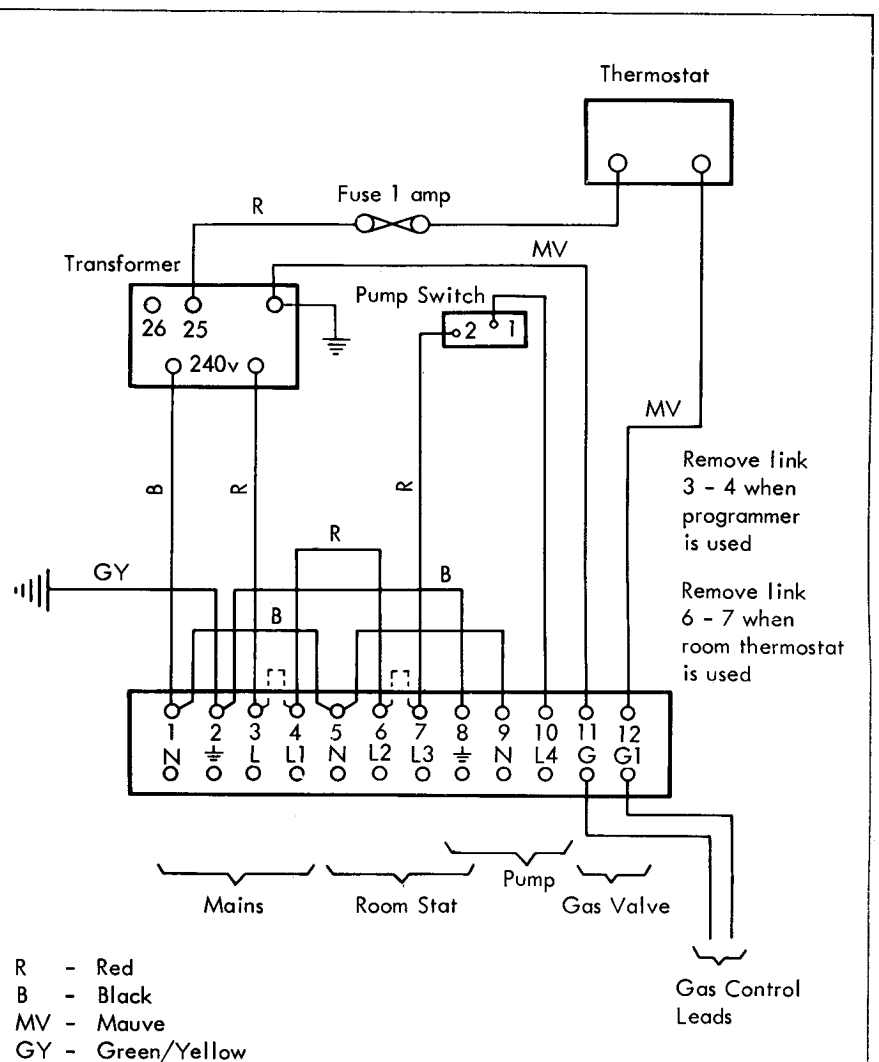 Thermostat
Fuse 1 amp
R
MV
Transformer
Pump Switch
26 25
2 1
240v
MV
Remove link
3 - 4 when
programmer
is used
B
R
R
R
GY
B
B
Remove link
6 - 7 when
room thermostat
is used
1 2 3 4 5 6 7 8 9 10 11 12
N L L1 N L2 L3 N L4 G G1
Mains
Room Stat
Pump
Gas Valve
Gas Control
Leads
R - Red
B - Black
MV - Mauve
GY - Green/Yellow